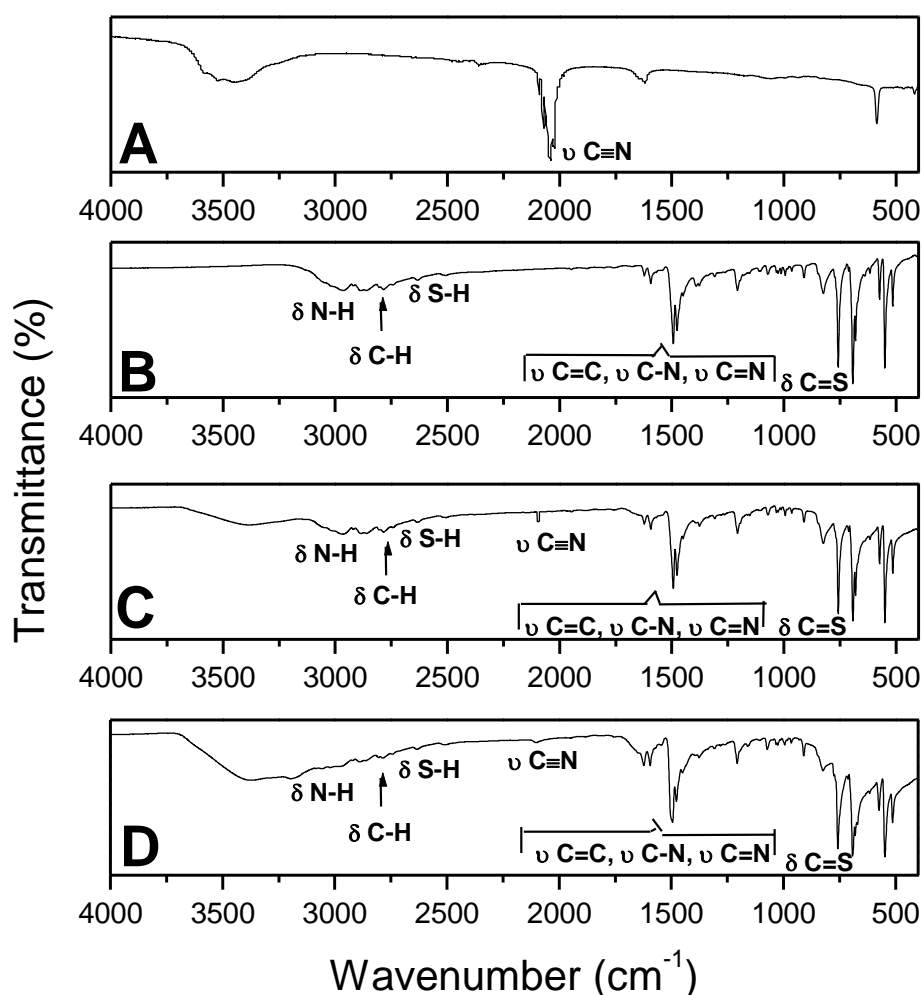 Transmittance (%)
A
υ C≡N
4000 3500 3000 2500 2000 1500 1000 500
B
δ N-H
δ C-H
δ S-H
υ C=C, υ C-N, υ C=N
δ C=S
4000 3500 3000 2500 2000 1500 1000 500
C
δ N-H
δ C-H
δ S-H
υ C≡N
υ C=C, υ C-N, υ C=N
δ C=S
4000 3500 3000 2500 2000 1500 1000 500
D
δ N-H
δ C-H
δ S-H
υ C≡N
υ C=C, υ C-N, υ C=N
δ C=S
4000 3500 3000 2500 2000 1500 1000 500
Wavenumber (cm⁻¹)